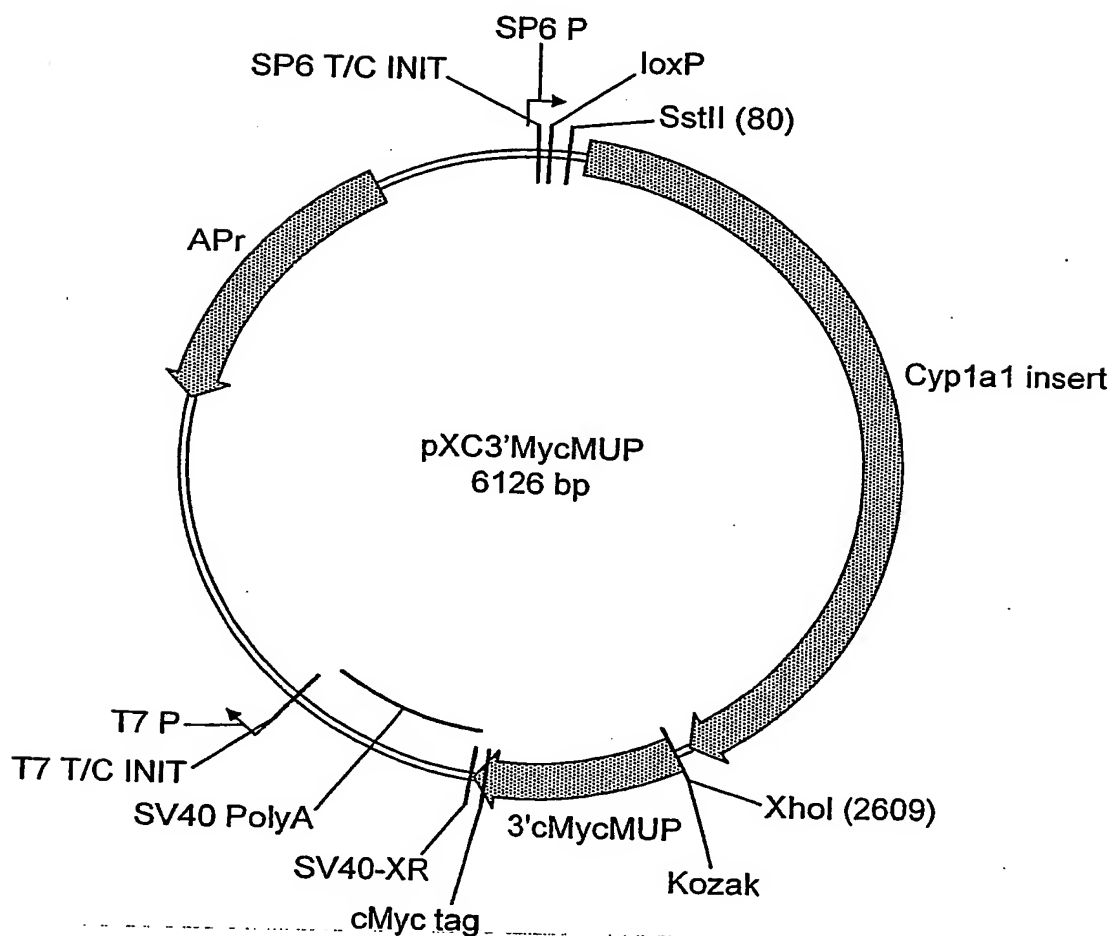 SP6 P
SP6 T/C INIT
loxP
SstII (80)
APr
Cyp1a1 insert
pXC3'MycMUP
6126 bp
T7 P
T7 T/C INIT
SV40 PolyA
XhoI (2609)
3'cMycMUP
SV40-XR
Kozak
cMyc tag